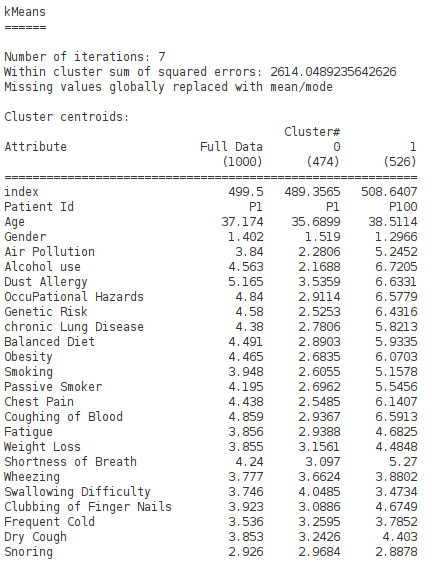 kMeans
======
Number of iterations: 7
Within cluster sum of squared errors: 2614.0489235642626
Missing values globally replaced with mean/mode
Cluster centroids:
Cluster#
Attribute Full Data 0 1
(1000) (474) (526)
===========================================================
index 499.5 489.3565 508.6407
Patient Id P1 P1 P100
Age 37.174 35.6899 38.5114
Gender 1.402 1.519 1.2966
Air Pollution 3.84 2.2806 5.2452
Alcohol use 4.563 2.1688 6.7205
Dust Allergy 5.165 3.5359 6.6331
OccuPational Hazards 4.84 2.9114 6.5779
Genetic Risk 4.58 2.5253 6.4316
chronic Lung Disease 4.38 2.7806 5.8213
Balanced Diet 4.491 2.8903 5.9335
Obesity 4.465 2.6835 6.0703
Smoking 3.948 2.6055 5.1578
Passive Smoker 4.195 2.6962 5.5456
Chest Pain 4.438 2.5485 6.1407
Coughing of Blood 4.859 2.9367 6.5913
Fatigue 3.856 2.9388 4.6825
Weight Loss 3.855 3.1561 4.4848
Shortness of Breath 4.24 3.097 5.27
Wheezing 3.777 3.6624 3.8802
Swallowing Difficulty 3.746 4.0485 3.4734
Clubbing of Finger Nails 3.923 3.0886 4.6749
Frequent Cold 3.536 3.2595 3.7852
Dry Cough 3.853 3.2426 4.403
Snoring 2.926 2.9684 2.8878